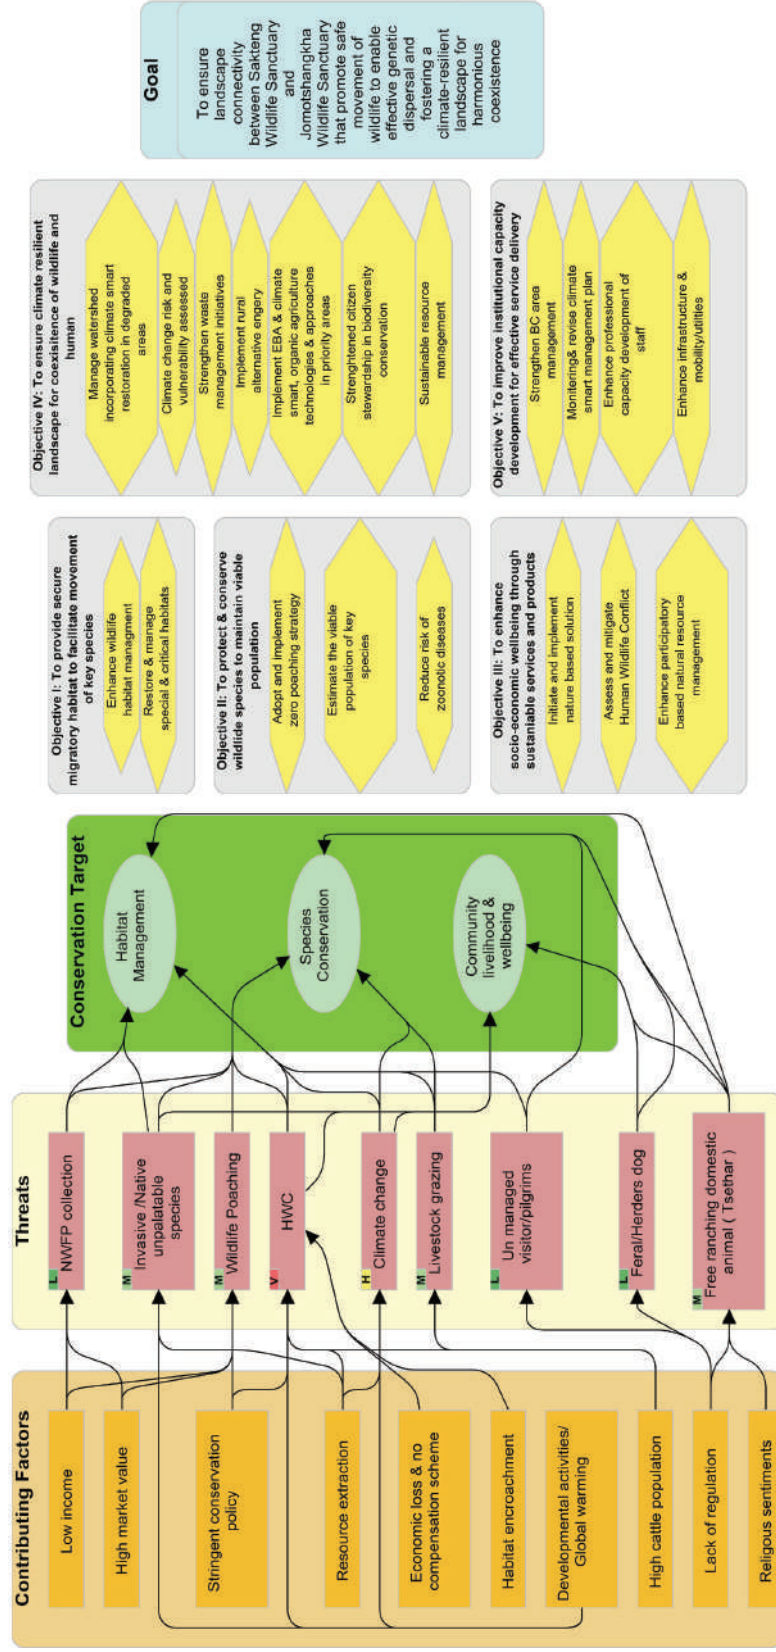 Contributing Factors
Low income
High market value
Stringent conservation
policy
Resource extraction
Economic loss & no
compensation scheme
Habitat encroachment
Developmental activities/
Global warming
High cattle population
Lack of regulation
Religous sentiments
Threats
L
NWFP collection
M
Invasive /Native
unpalatable
species
M
Wildlife Poaching
V
HWC
H
Climate change
M
Livestock grazing
L
Un managed
visitor/pilgrims
L
Feral/Herders dog
M
Free ranching domestic
animal ( Tsethar )
Conservation Target
Habitat
Management
Species
Conservation
Community
livelihood &
wellbeing
Objective I: To provide secure
migratory habitat to facilitate movement
of key species
Enhance wildlife
habitat managment
Restore & manage
special & critical habitats
Objective II: To protect & conserve
wildlide species to maintain viable
population
Adopt and Implement
zero poaching strategy
Estimate the viable
population of key
species
Reduce risk of
zoonotic diseases
Objective III: To enhance
socio-economic wellbeing through
sustaniable services and products
Initiate and implement
nature based solution
Assess and mitigate
Human Wildlife Conflict
Enhance participatory
based natural resource
management
Objective IV: To ensure climate resilient
landscape for coexisitence of wildlife and
human
Manage watershed
incorporating climate smart
restoration in degraded
areas
Climate change risk and
vulnerability assessed
Strengthen waste
management initiatives
Implement rural
alternative engery
Implement EBA & climate
smart, organic agriculture
technologies & approaches
in priority areas
Strenghtened citizen
stewardship in biodiversity
conservation
Sustainable resource
management
Objective V: To improve institutional capacity
development for effective service delivery
Strengthen BC area
management
Monitering& revise climate
smart management plan
Enhance professional
capacity development of
staff
Enhance infrastructure &
mobility/utlities
Goal
To ensure
landscape
connectivity
between Sakteng
Wildlife Sanctuary
and
Jomotshangkha
Wildlife Sanctuary
that promote safe
movement of
wildlife to enable
effective genetic
dispersal and
fostering a
climate-resilient
landscape for
harmonious
coexistence